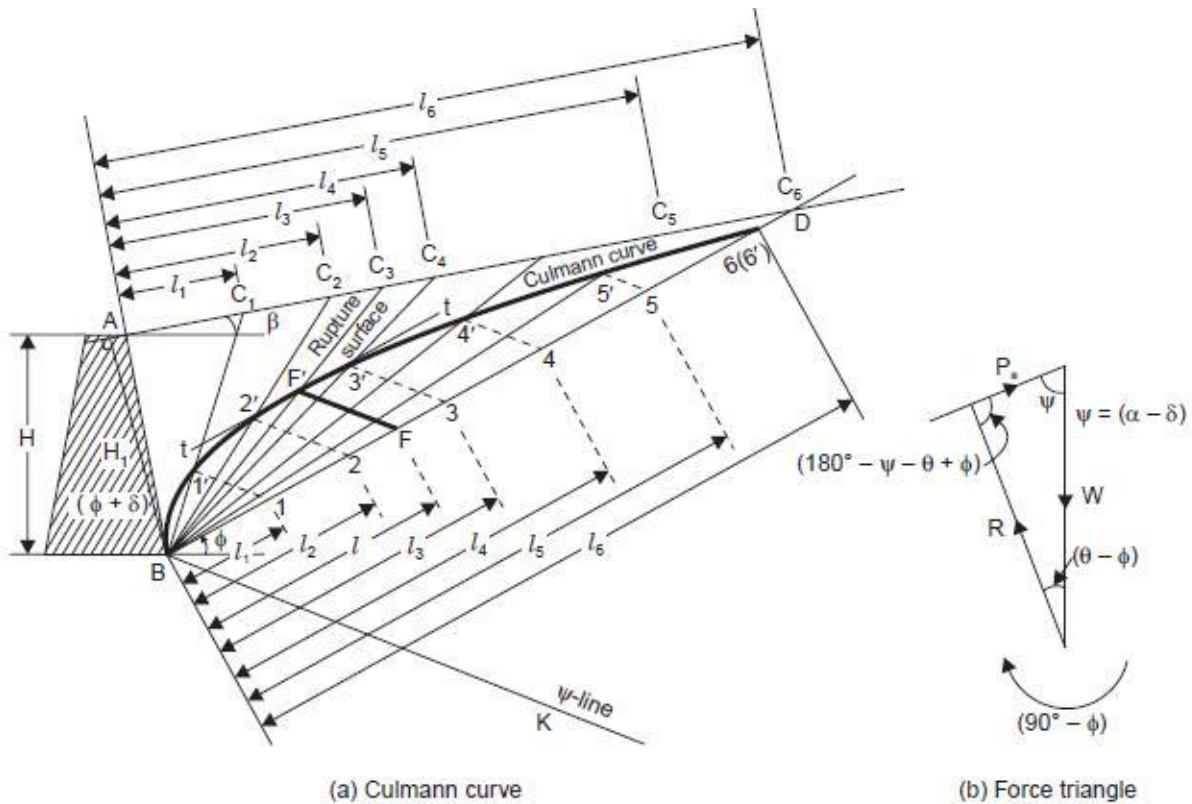 l₆
l₅
l₄
l₃
l₂
l₁
C₁
C₂
C₃
C₄
C₅
C₆
D
A
α
β
Rupture
surface
Culmann curve
t
t
H
H₁
(ϕ + δ)
F′
F
1′
2′
3′
4′
5′
6(6′)
1
2
3
4
5
B
ϕ
l₁
l₂
l
l₃
l₄
l₅
l₆
ψ-line
K
Pₐ
ψ
ψ = (α − δ)
(180° − ψ − θ + ϕ)
W
R
(θ − ϕ)
(90° − ϕ)
(a) Culmann curve
(b) Force triangle